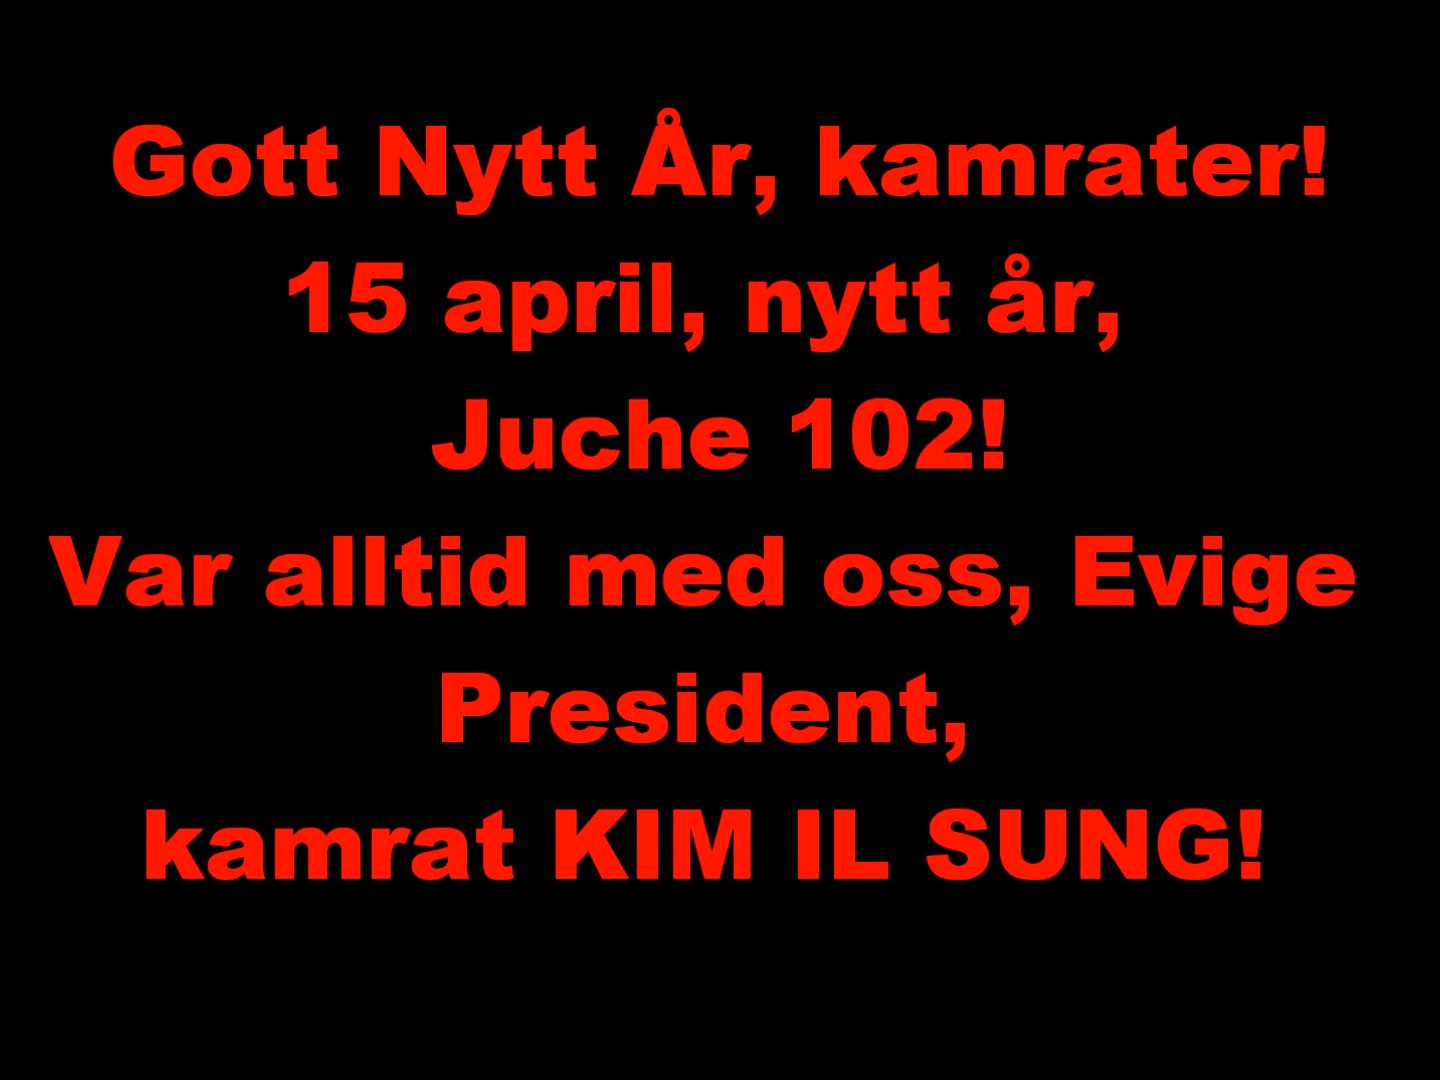 Gott Nytt År, kamrater!
15 april, nytt år,
Juche 102!
Var alltid med oss, Evige
President,
kamrat KIM IL SUNG!